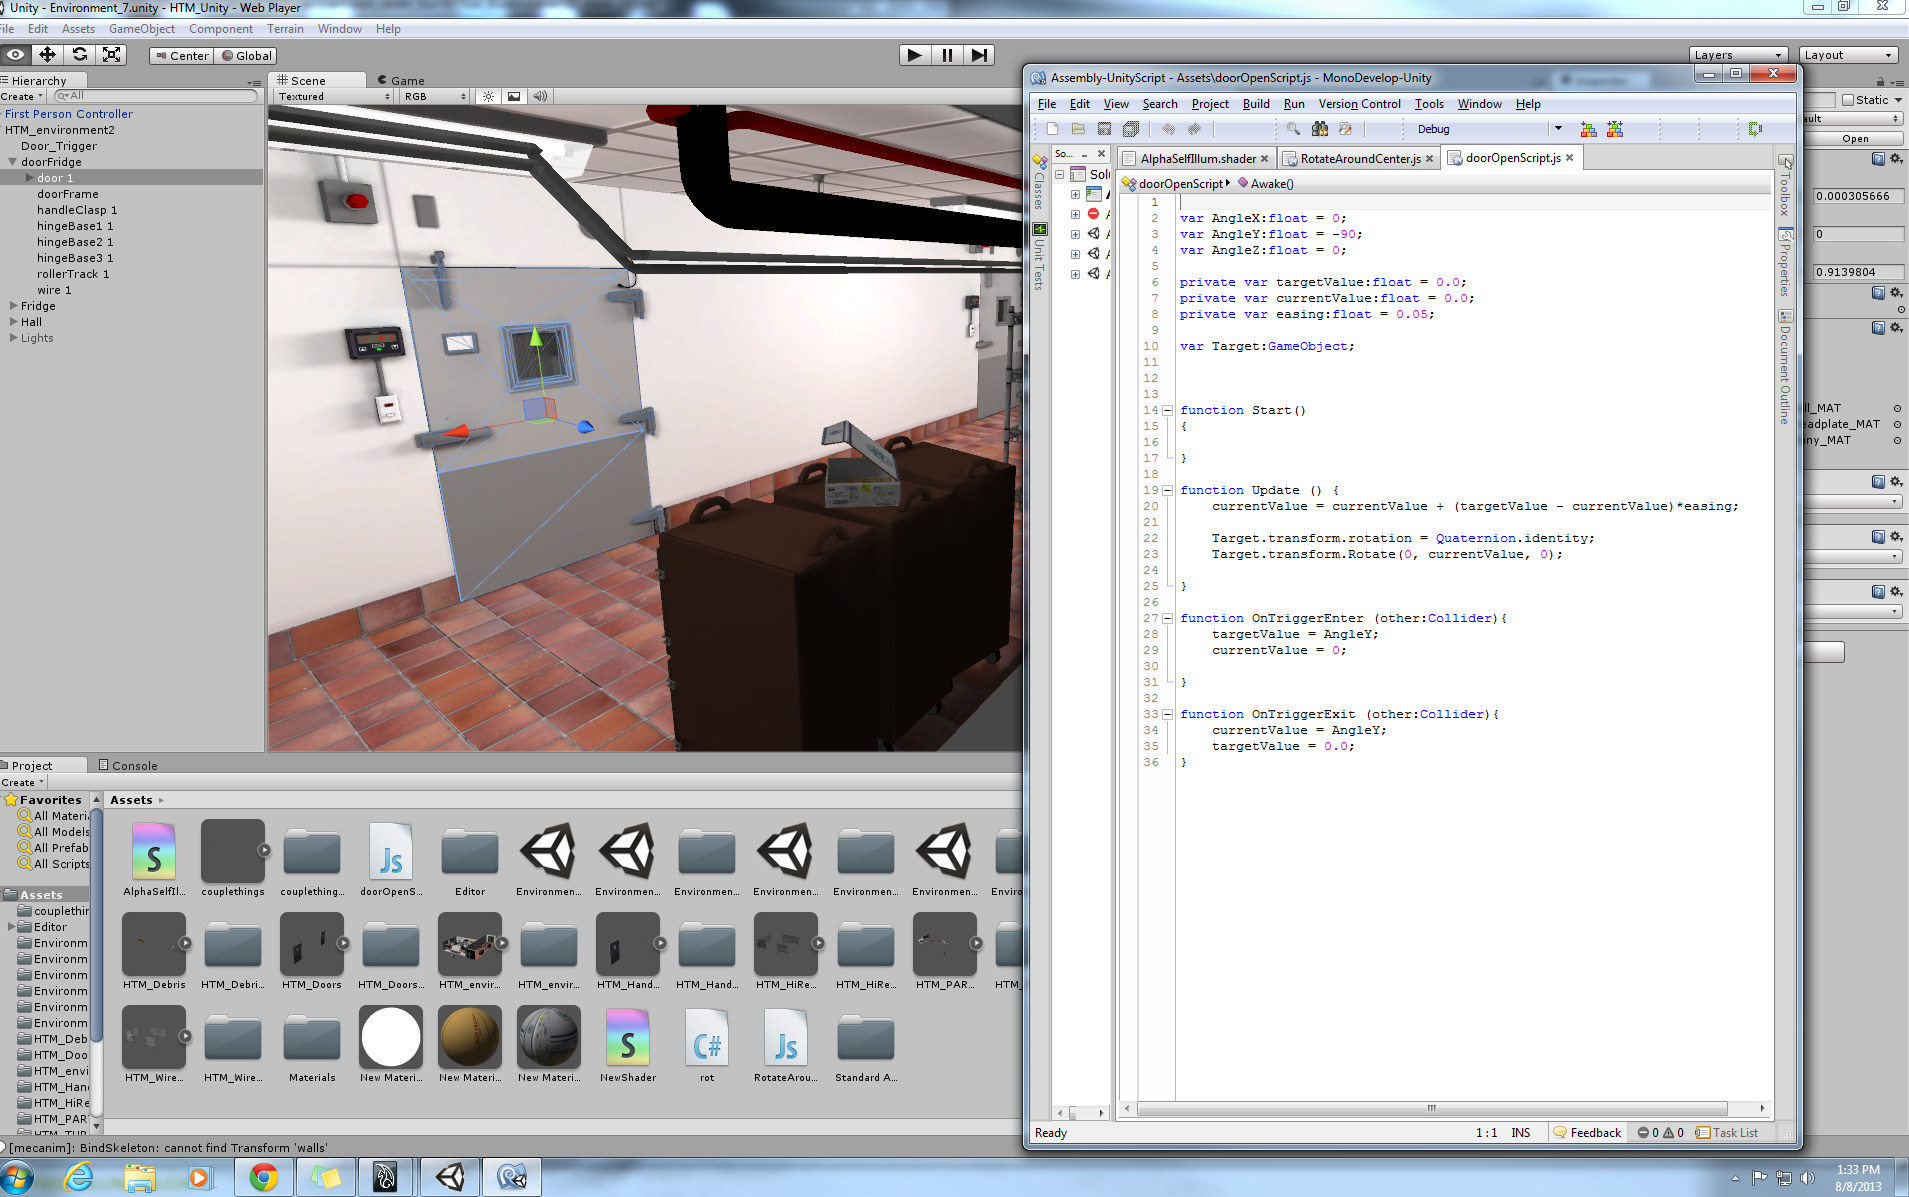 Unity - Environment_7.unity - HTM_Unity - Web Player
File Edit Assets GameObject Component Terrain Window Help
Center Global
Layers Layout
Hierarchy
Create All
First Person Controller
HTM_environment2
Door_Trigger
doorFridge
door 1
doorFrame
handleClasp 1
hingeBase1 1
hingeBase2 1
hingeBase3 1
rollerTrack 1
wire 1
Fridge
Hall
Lights
Scene Game
Textured RGB
Assembly-UnityScript - Assets\doorOpenScript.js - MonoDevelop-Unity
File Edit View Search Project Build Run Version Control Tools Window Help
Debug
So...
Solu
Classes
Unit Tests
AlphaSelfIllum.shader RotateAroundCenter.js doorOpenScript.js
doorOpenScript Awake()
1
2 var AngleX:float = 0;
3 var AngleY:float = -90;
4 var AngleZ:float = 0;
5
6 private var targetValue:float = 0.0;
7 private var currentValue:float = 0.0;
8 private var easing:float = 0.05;
9
10 var Target:GameObject;
11
12
13
14 function Start()
15 {
16
17 }
18
19 function Update () {
20 currentValue = currentValue + (targetValue - currentValue)*easing;
21
22 Target.transform.rotation = Quaternion.identity;
23 Target.transform.Rotate(0, currentValue, 0);
24
25 }
26
27 function OnTriggerEnter (other:Collider){
28 targetValue = AngleY;
29 currentValue = 0;
30
31 }
32
33 function OnTriggerExit (other:Collider){
34 currentValue = AngleY;
35 targetValue = 0.0;
36 }
Toolbox
Properties
Document Outline
Ready 1 : 1 INS Feedback 0 0 Task List
Static
ault
Open
0.000305666
0
0.9139804
ll_MAT
eadplate_MAT
iny_MAT
Project Console
Create
Favorites
All Materi
All Models
All Prefab
All Scripts
Assets
couplethin
Editor
Environm
Environm
Environm
Environm
Environm
Environm
HTM_Deb
HTM_Doo
HTM_envi
HTM_Han
HTM_HiRe
HTM_PAR
Assets
AlphaSelfIl... couplethings couplething... doorOpenS... Editor Environmen... Environmen... Environmen... Environmen... Environmen... Environmen... Enviro
HTM_Debris HTM_Debri... HTM_Doors HTM_Doors... HTM_envir... HTM_envir... HTM_Hand... HTM_Hand... HTM_HiRe... HTM_HiRe... HTM_PAR... HTM_
HTM_Wire... HTM_Wire... Materials New Materi... New Materi... New Materi... NewShader rot RotateArou... Standard A...
[mecanim]: BindSkeleton: cannot find Transform 'walls'
1:33 PM
8/8/2013